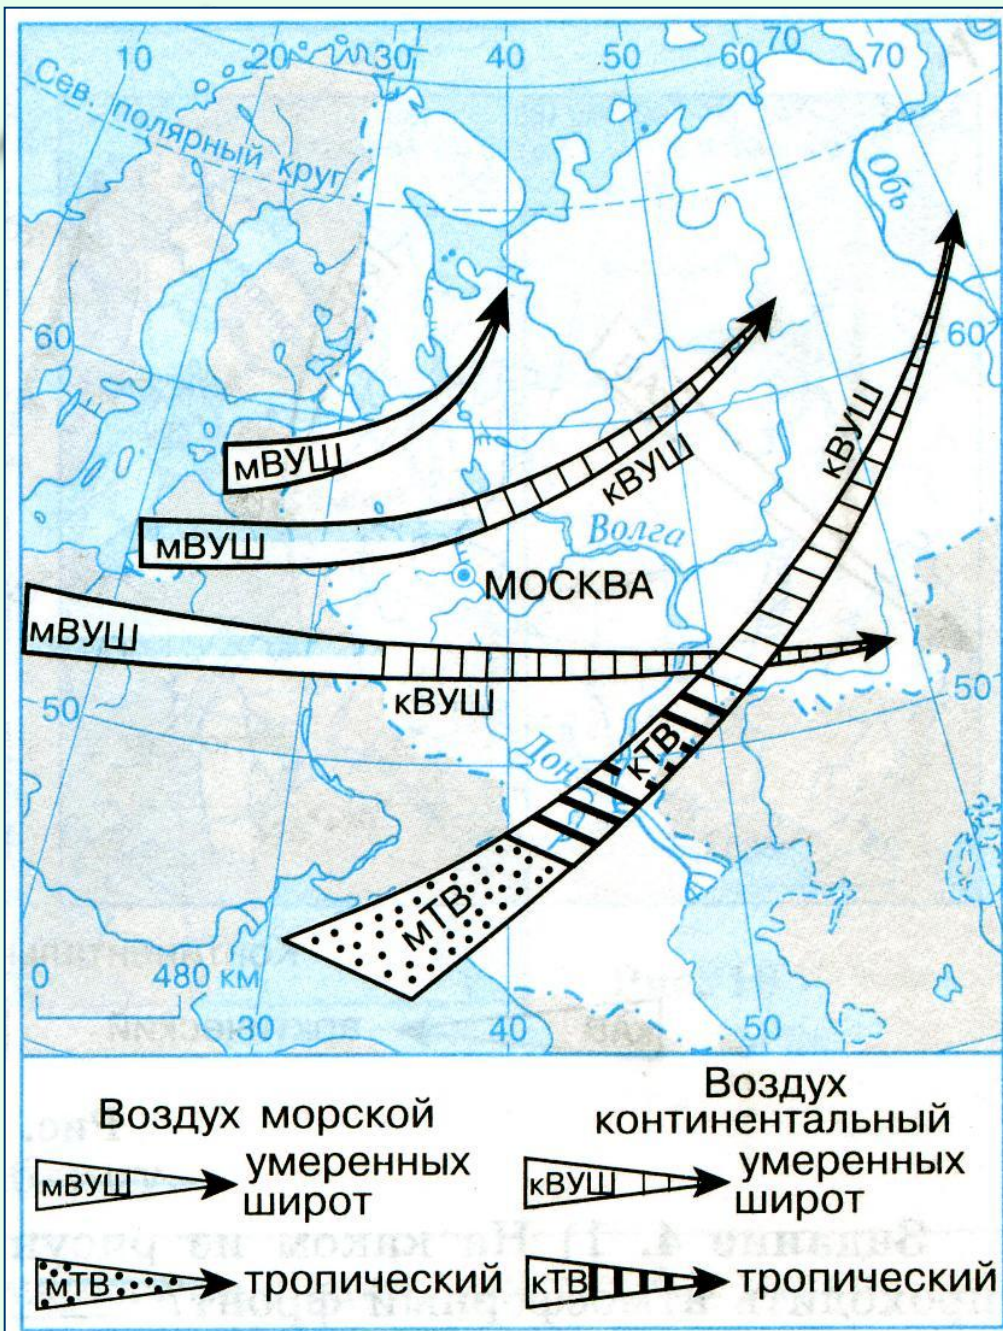 10
20
30
40
50
60
70
70
Сев. полярный круг
Обь
60
60
мВУШ
кВУШ
мВУШ
кВУШ
Волга
МОСКВА
мВУШ
кВУШ
50
50
Дон
кТВ
мТВ
0 480 км
30
40
50
Воздух морской
мВУШ
умеренных
широт
мТВ
тропический
Воздух
континентальный
кВУШ
умеренных
широт
кТВ
тропический